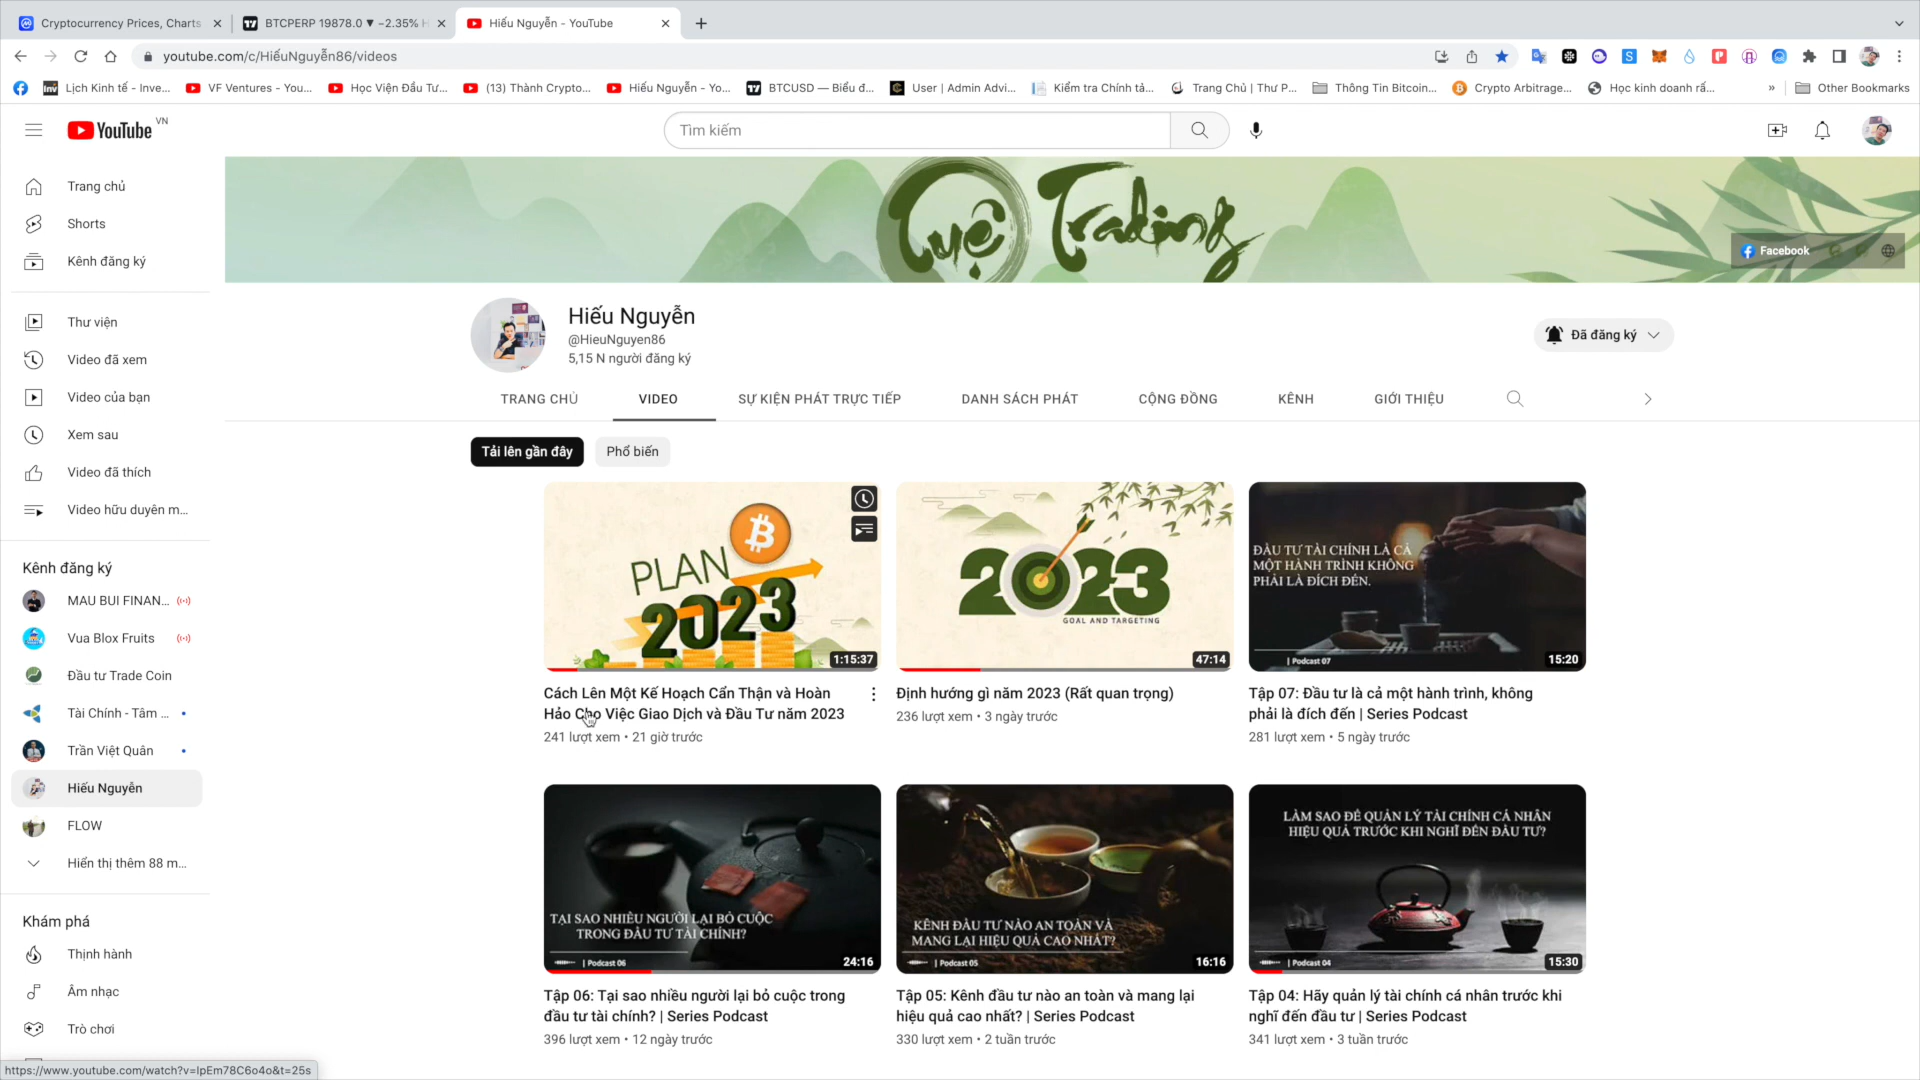 Cryptocurrency Prices, Charts
BTCPERP 19878.0 ▼ −2.35%
Hiếu Nguyễn - YouTube
youtube.com/c/HiếuNguyễn86/videos
Lịch Kinh tế - Inve...
VF Ventures - You...
Học Viện Đầu Tư...
(13) Thành Crypto...
Hiếu Nguyễn - Yo...
BTCUSD — Biểu đ...
User | Admin Advi...
Kiểm tra Chính tả...
Trang Chủ | Thư P...
Thông Tin Bitcoin...
Crypto Arbitrage...
Học kinh doanh rấ...
»
Other Bookmarks
YouTube VN
Tìm kiếm
Tuệ Trading
Facebook
Trang chủ
Shorts
Kênh đăng ký
Thư viện
Video đã xem
Video của bạn
Xem sau
Video đã thích
Video hữu duyên m...
Kênh đăng ký
MAU BUI FINAN...
Vua Blox Fruits
Đầu tư Trade Coin
Tài Chính - Tâm ...
Trần Việt Quân
Hiếu Nguyễn
FLOW
Hiển thị thêm 88 m...
Khám phá
Thịnh hành
Âm nhạc
Trò chơi
Hiếu Nguyễn
@HieuNguyen86
5,15 N người đăng ký
Đã đăng ký
TRANG CHỦ
VIDEO
SỰ KIỆN PHÁT TRỰC TIẾP
DANH SÁCH PHÁT
CỘNG ĐỒNG
KÊNH
GIỚI THIỆU
Tải lên gần đây
Phổ biến
PLAN
2023
1:15:37
Cách Lên Một Kế Hoạch Cẩn Thận và Hoàn
Hảo Cho Việc Giao Dịch và Đầu Tư năm 2023
241 lượt xem • 21 giờ trước
2023
GOAL AND TARGETING
47:14
Định hướng gì năm 2023 (Rất quan trọng)
236 lượt xem • 3 ngày trước
ĐẦU TƯ TÀI CHÍNH LÀ CẢ
MỘT HÀNH TRÌNH KHÔNG
PHẢI LÀ ĐÍCH ĐẾN.
| Podcast 07
15:20
Tập 07: Đầu tư là cả một hành trình, không
phải là đích đến | Series Podcast
281 lượt xem • 5 ngày trước
TẠI SAO NHIỀU NGƯỜI LẠI BỎ CUỘC
TRONG ĐẦU TƯ TÀI CHÍNH?
| Podcast 06
24:16
Tập 06: Tại sao nhiều người lại bỏ cuộc trong
đầu tư tài chính? | Series Podcast
396 lượt xem • 12 ngày trước
KÊNH ĐẦU TƯ NÀO AN TOÀN VÀ
MANG LẠI HIỆU QUẢ CAO NHẤT?
| Podcast 05
16:16
Tập 05: Kênh đầu tư nào an toàn và mang lại
hiệu quả cao nhất? | Series Podcast
330 lượt xem • 2 tuần trước
LÀM SAO ĐỂ QUẢN LÝ TÀI CHÍNH CÁ NHÂN
HIỆU QUẢ TRƯỚC KHI NGHĨ ĐẾN ĐẦU TƯ?
| Podcast 04
15:30
Tập 04: Hãy quản lý tài chính cá nhân trước khi
nghĩ đến đầu tư | Series Podcast
341 lượt xem • 3 tuần trước
https://www.youtube.com/watch?v=IpEm78C6o4o&t=25s